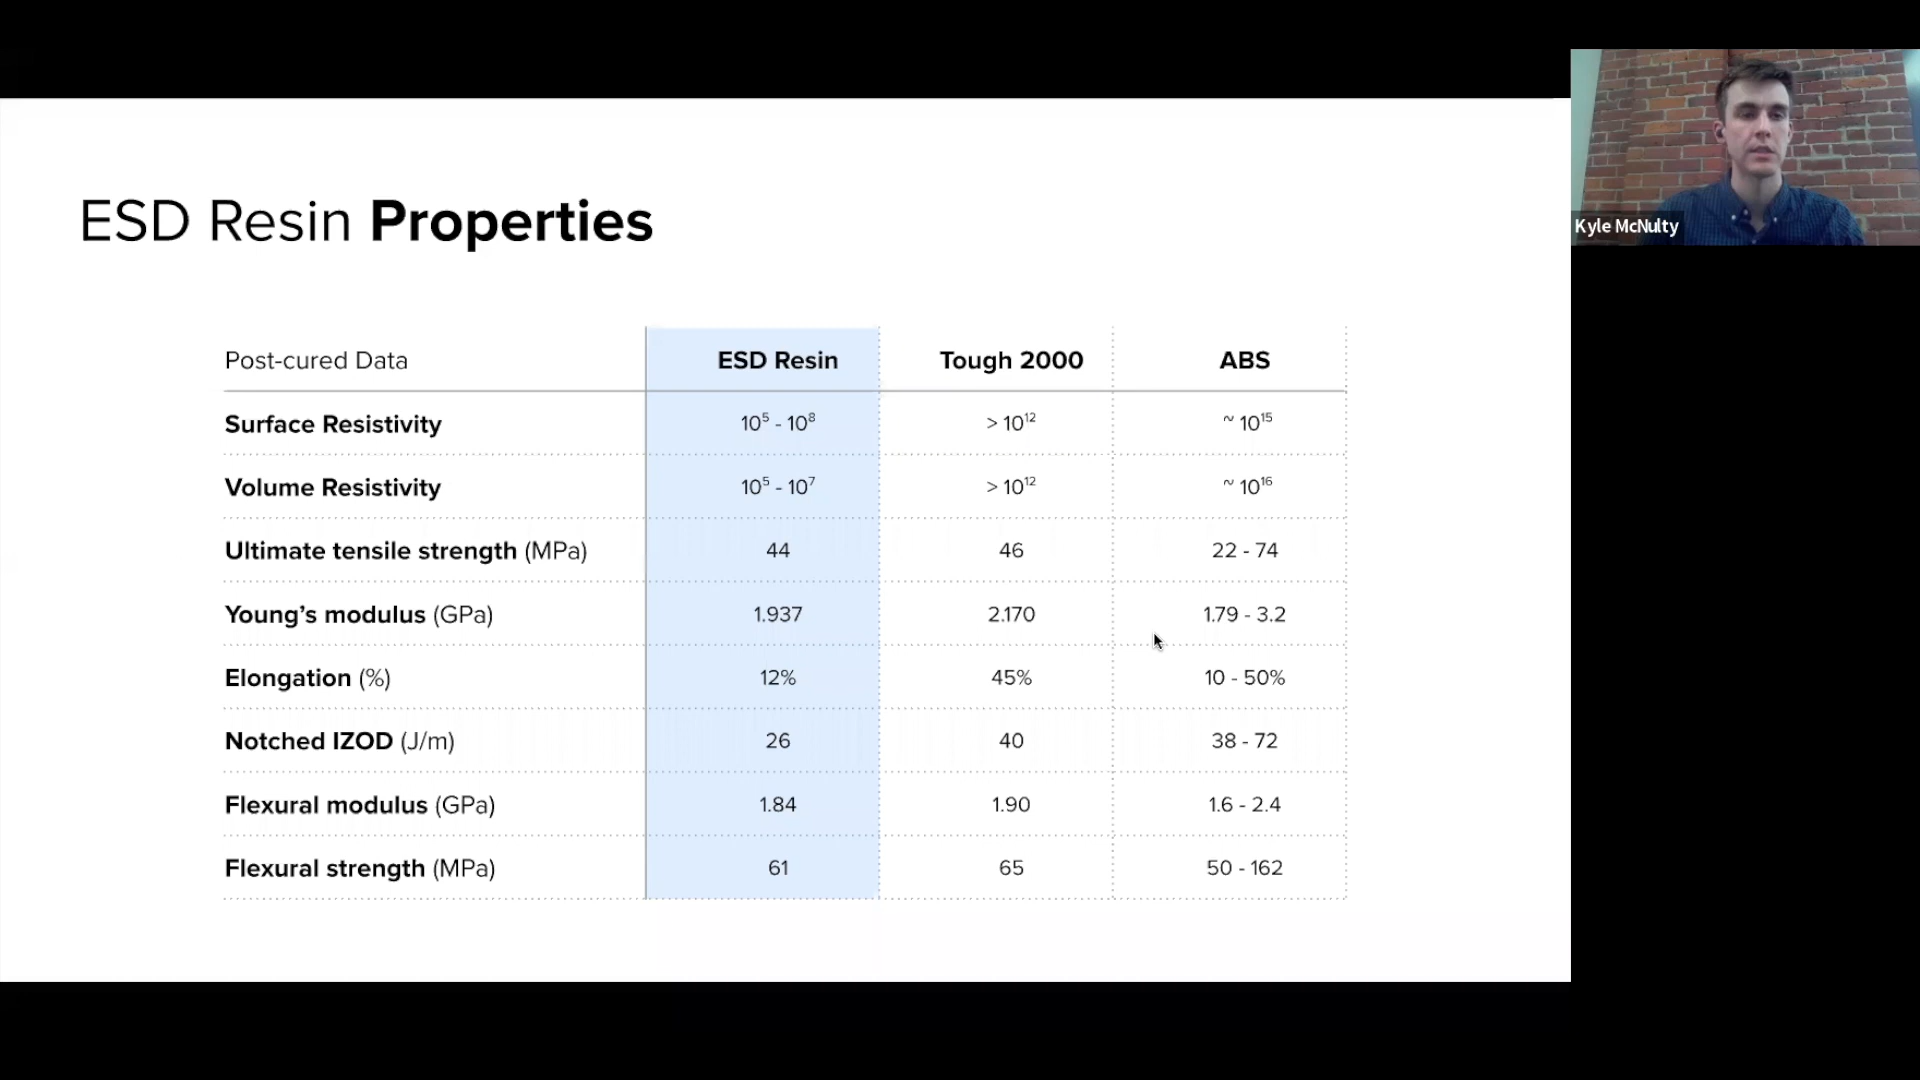 ESD Resin Properties
Post-cured Data ESD Resin Tough 2000 ABS
Surface Resistivity 10⁵ - 10⁸ > 10¹² ~ 10¹⁵
Volume Resistivity 10⁵ - 10⁷ > 10¹² ~ 10¹⁶
Ultimate tensile strength (MPa) 44 46 22 - 74
Young’s modulus (GPa) 1.937 2.170 1.79 - 3.2
Elongation (%) 12% 45% 10 - 50%
Notched IZOD (J/m) 26 40 38 - 72
Flexural modulus (GPa) 1.84 1.90 1.6 - 2.4
Flexural strength (MPa) 61 65 50 - 162
Kyle McNulty